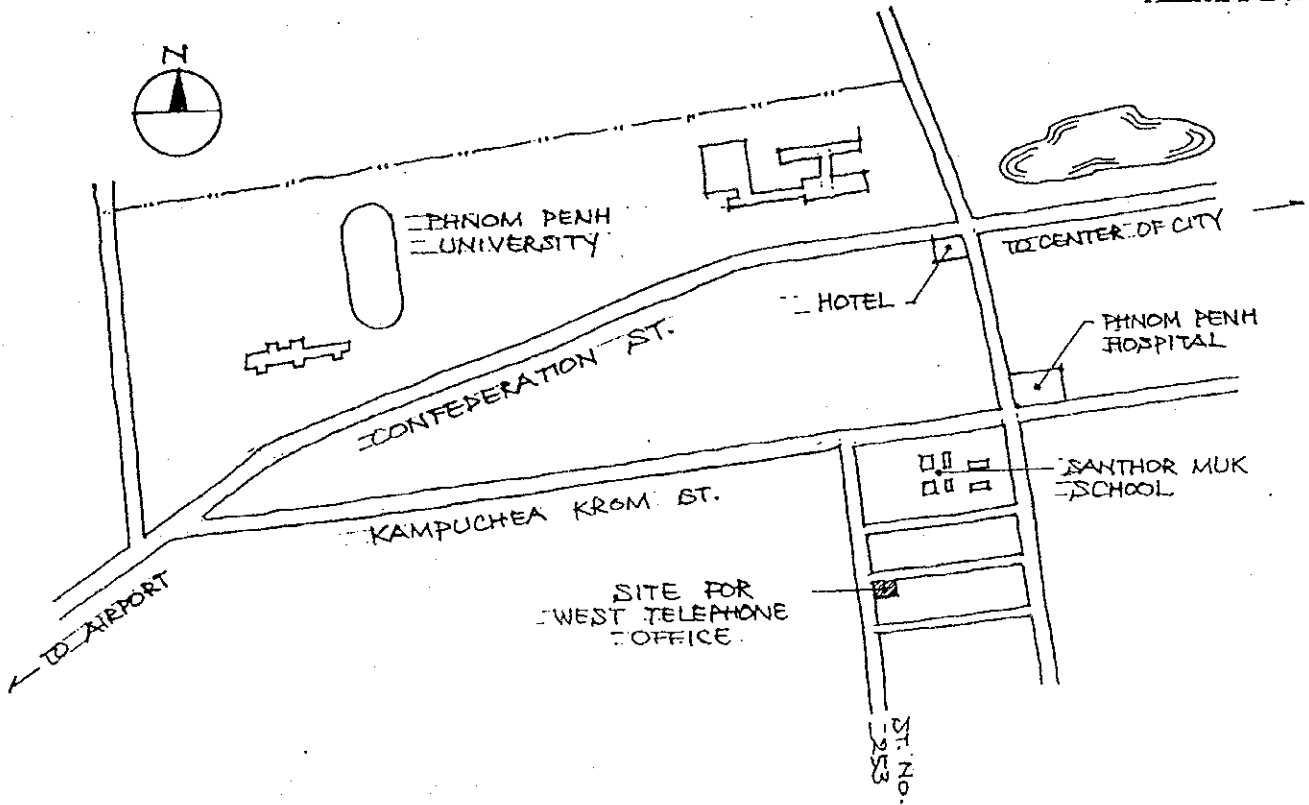 N
PHNOM PENH
UNIVERSITY
TO CENTER OF CITY
HOTEL
PHNOM PENH
HOSPITAL
CONFEDERATION ST.
SANTHOR MUK
SCHOOL
KAMPUCHEA KROM ST.
SITE FOR
WEST TELEPHONE
OFFICE
TO AIRPORT
ST. NO.